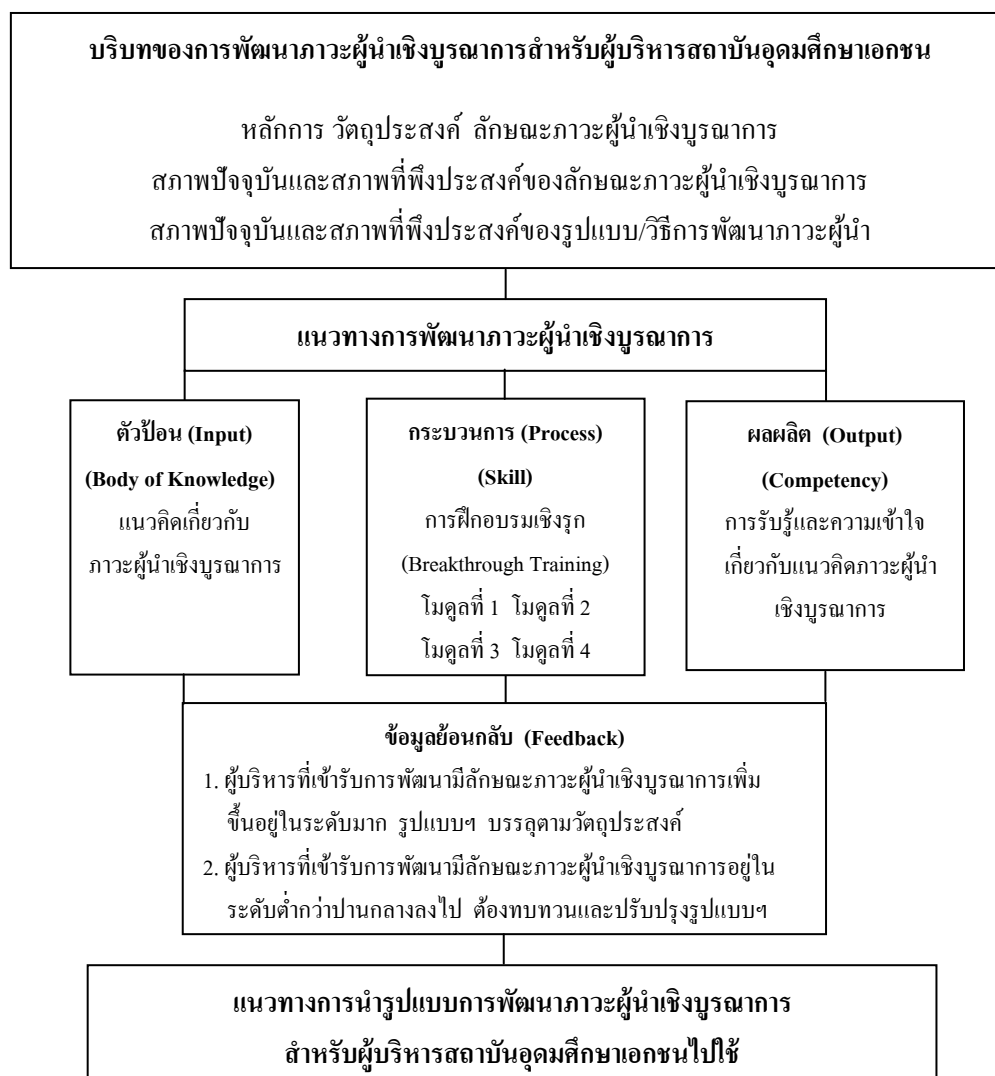 บริบทของการพัฒนาภาวะผู้นำเชิงบูรณาการสำหรับผู้บริหารสถาบันอุดมศึกษาเอกชน
หลักการ วัตถุประสงค์ ลักษณะภาวะผู้นำเชิงบูรณาการ
สภาพปัจจุบันและสภาพที่พึงประสงค์ของลักษณะภาวะผู้นำเชิงบูรณาการ
สภาพปัจจุบันและสภาพที่พึงประสงค์ของรูปแบบ/วิธีการพัฒนาภาวะผู้นำ
แนวทางการพัฒนาภาวะผู้นำเชิงบูรณาการ
ตัวป้อน (Input)
(Body of Knowledge)
แนวคิดเกี่ยวกับ
ภาวะผู้นำเชิงบูรณาการ
กระบวนการ (Process)
(Skill)
การฝึกอบรมเชิงรุก
(Breakthrough Training)
โมดูลที่ 1 โมดูลที่ 2
โมดูลที่ 3 โมดูลที่ 4
ผลผลิต (Output)
(Competency)
การรับรู้และความเข้าใจ
เกี่ยวกับแนวคิดภาวะผู้นำ
เชิงบูรณาการ
ข้อมูลย้อนกลับ (Feedback)
1. ผู้บริหารที่เข้ารับการพัฒนามีลักษณะภาวะผู้นำเชิงบูรณาการเพิ่ม
ขึ้นอยู่ในระดับมาก รูปแบบฯ บรรลุตามวัตถุประสงค์
2. ผู้บริหารที่เข้ารับการพัฒนามีลักษณะภาวะผู้นำเชิงบูรณาการอยู่ใน
ระดับต่ำกว่าปานกลางลงไป ต้องทบทวนและปรับปรุงรูปแบบฯ
แนวทางการนำรูปแบบการพัฒนาภาวะผู้นำเชิงบูรณาการ
สำหรับผู้บริหารสถาบันอุดมศึกษาเอกชนไปใช้